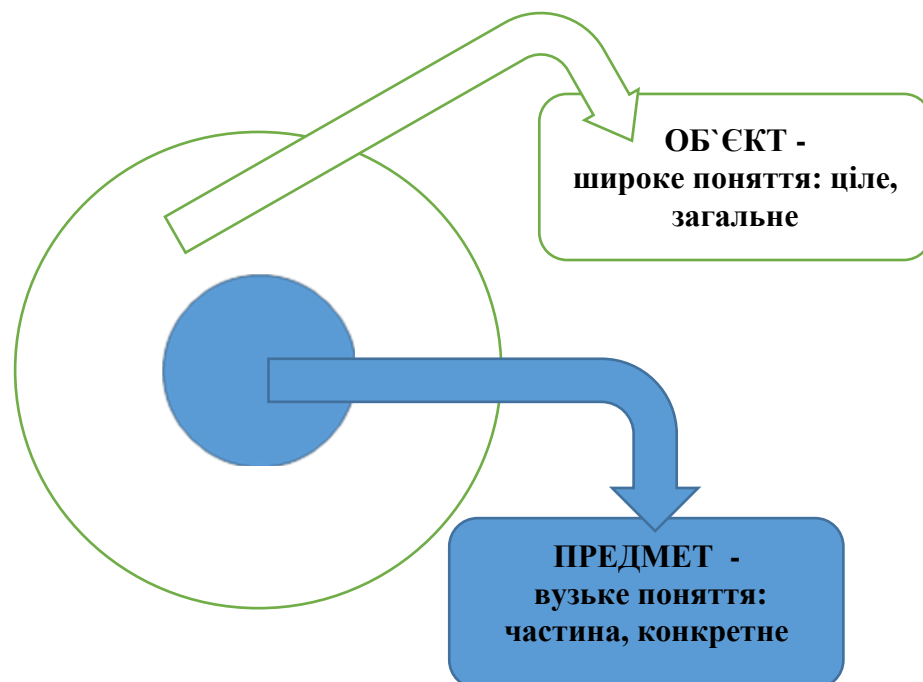 ОБ`ЄКТ -
широке поняття: ціле,
загальне
ПРЕДМЕТ -
вузьке поняття:
частина, конкретне